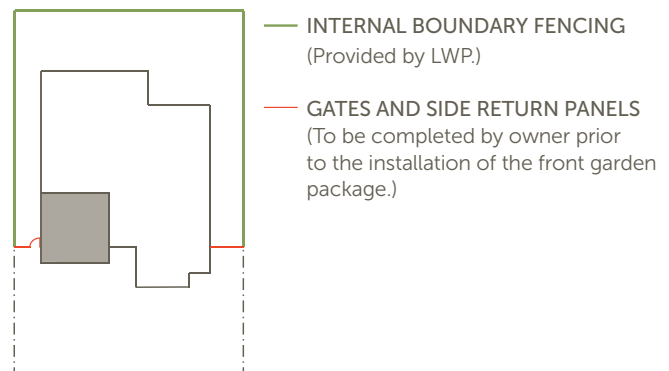 INTERNAL BOUNDARY FENCING
(Provided by LWP.)
GATES AND SIDE RETURN PANELS
(To be completed by owner prior
to the installation of the front garden
package.)